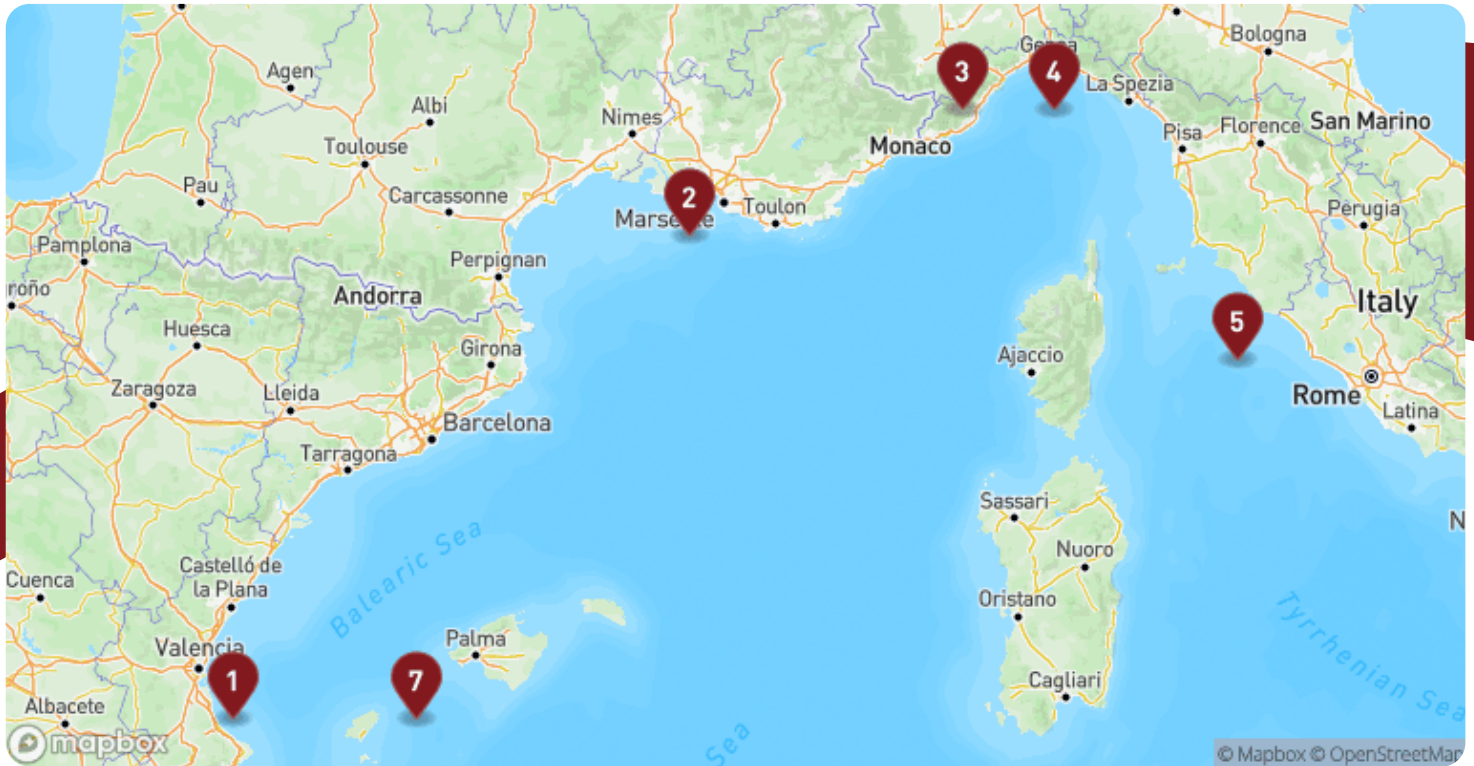 Agen
Albi
Toulouse
Pau
Carcassonne
Pamplona
roño
Perpignan
Andorra
Huesca
Girona
Zaragoza
Lleida
Barcelona
Tarragona
Castelló de
la Plana
Cuenca
Valencia
Albacete
1
7
Palma
Balearic Sea
Sea
Nimes
2
Marseille
Toulon
Monaco
3
Genoa
4
La Spezia
Bologna
Pisa
Florence
San Marino
Perugia
Italy
5
Rome
Latina
Ajaccio
Sassari
Nuoro
Oristano
Cagliari
N
Tyrrhenian Sea
mapbox
© Mapbox © OpenStreetMap